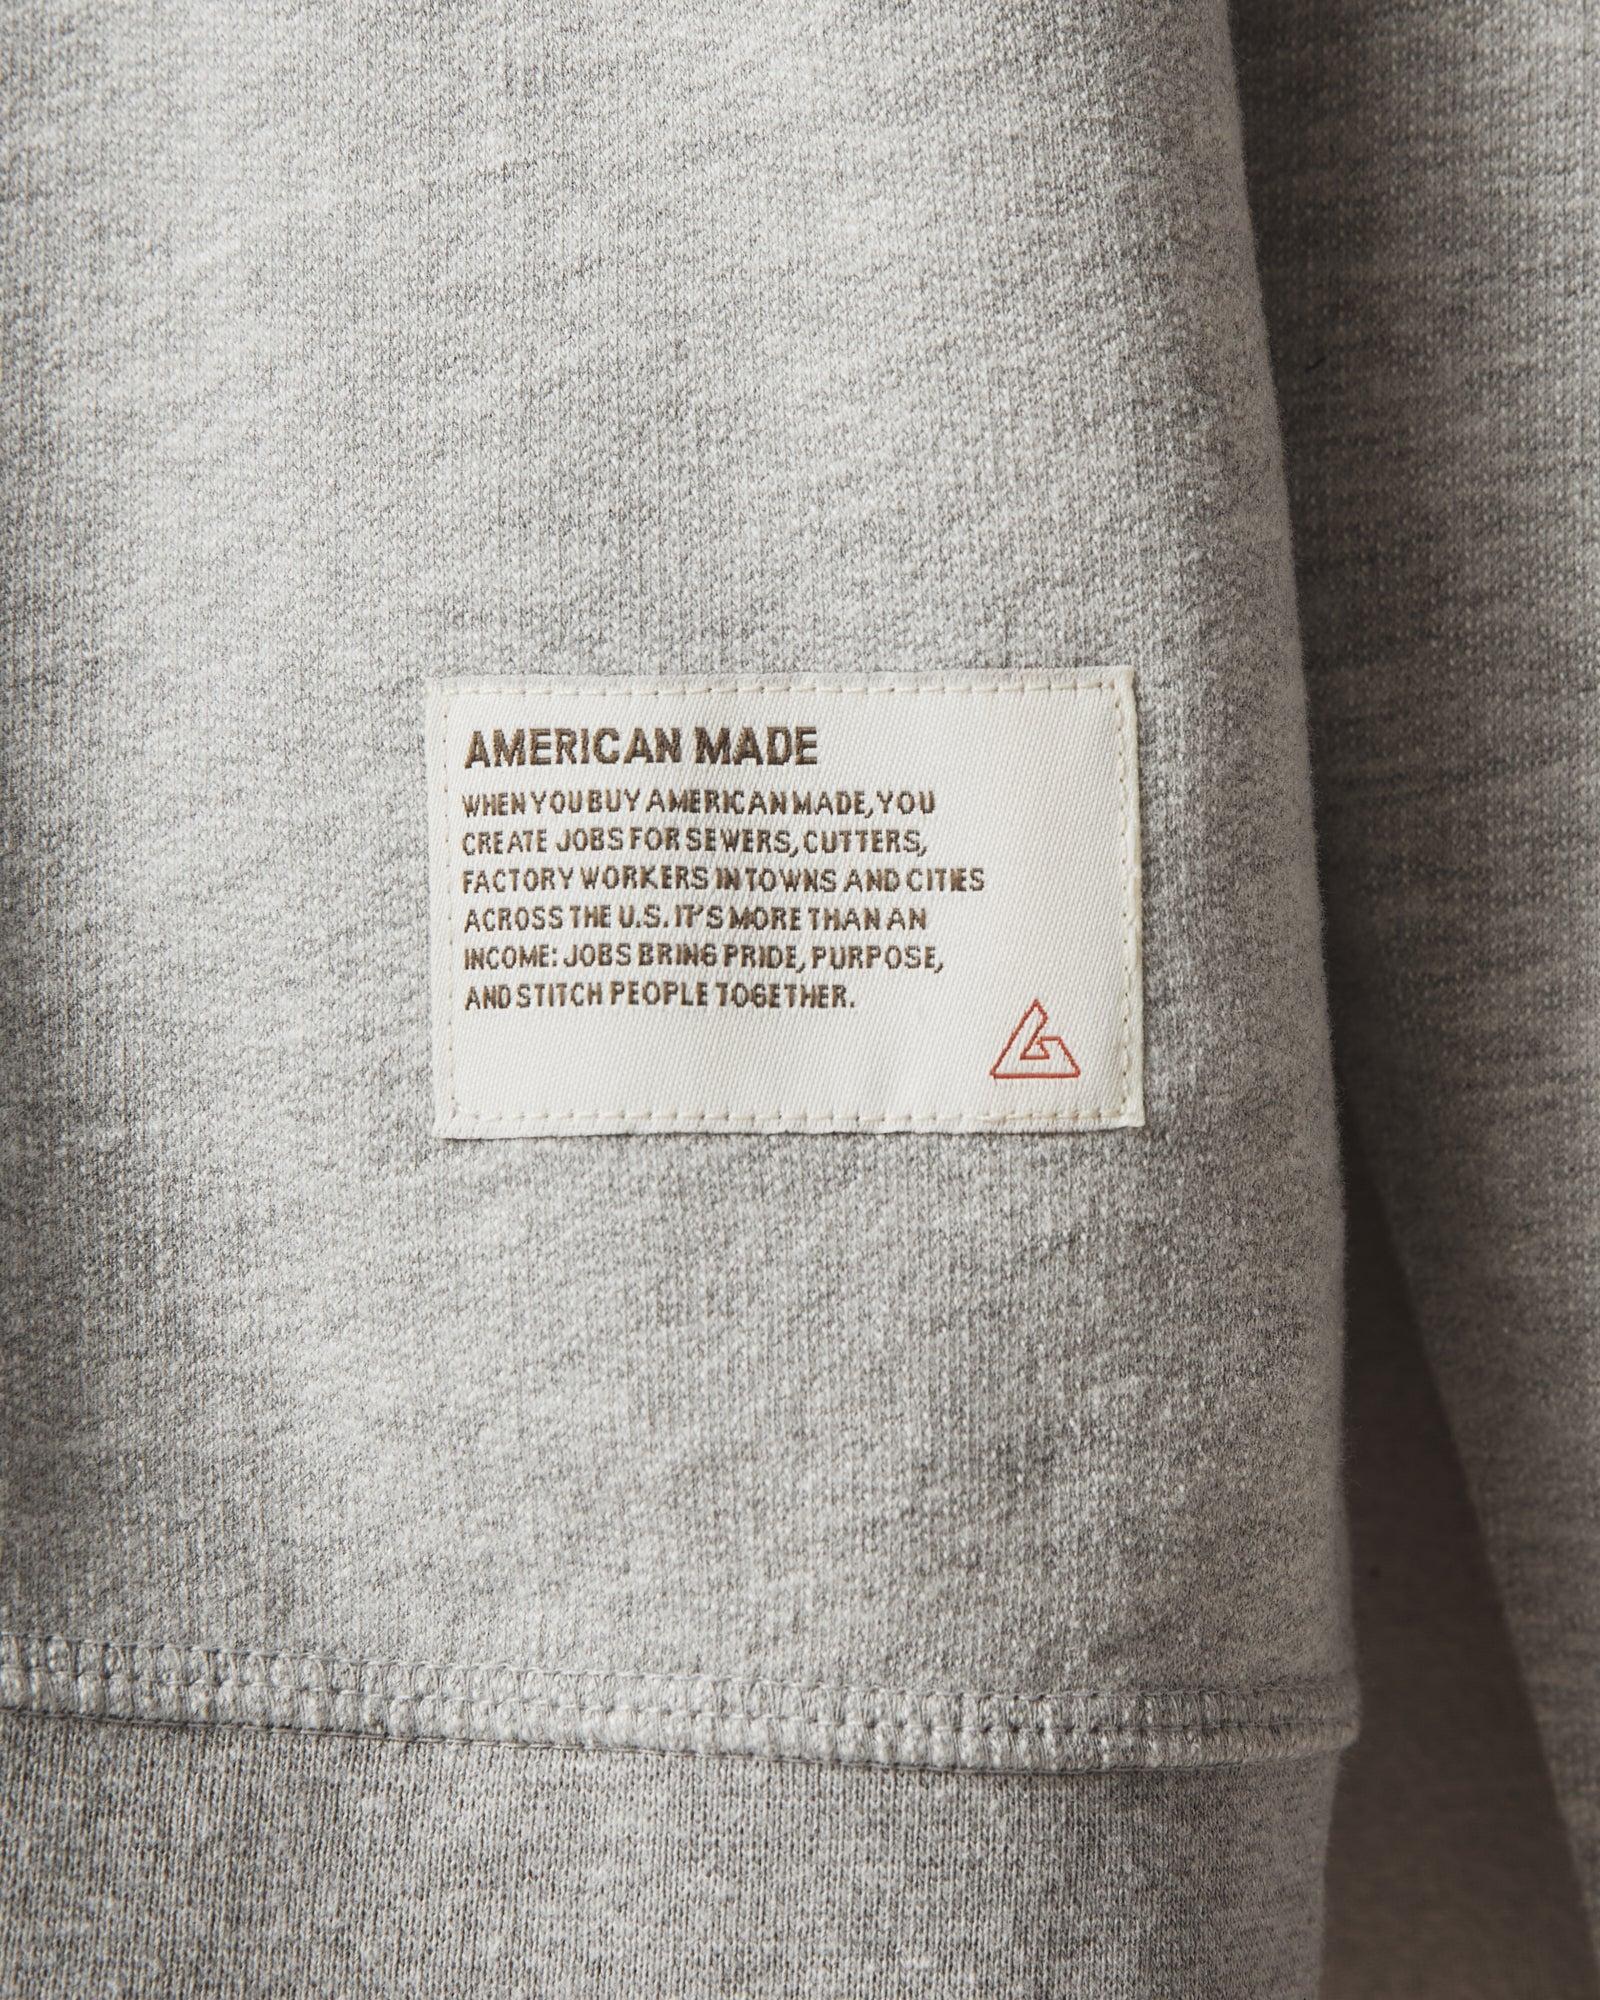 AMERICAN MADE
WHEN YOU BUY AMERICAN MADE, YOU
CREATE JOBS FOR SEWERS, CUTTERS,
FACTORY WORKERS IN TOWNS AND CITIES
ACROSS THE U.S. IT'S MORE THAN AN
INCOME: JOBS BRING PRIDE, PURPOSE,
AND STITCH PEOPLE TOGETHER.